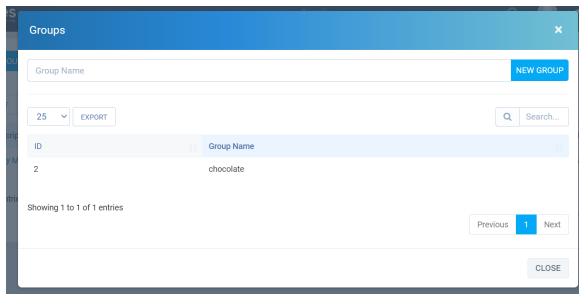 Groups ×
Group Name NEW GROUP
25 EXPORT Search...
ID Group Name
2 chocolate
Showing 1 to 1 of 1 entries
Previous 1 Next
CLOSE